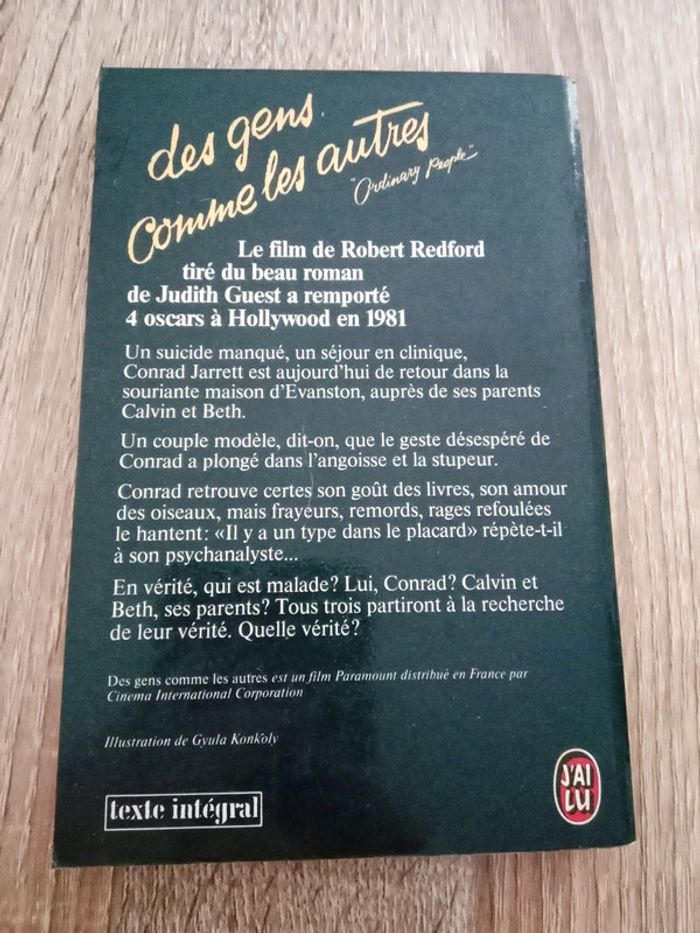 des gens
comme les autres
"Ordinary People"
Le film de Robert Redford
tiré du beau roman
de Judith Guest a remporté
4 oscars à Hollywood en 1981
Un suicide manqué, un séjour en clinique,
Conrad Jarrett est aujourd'hui de retour dans la
souriante maison d'Evanston, auprès de ses parents
Calvin et Beth.
Un couple modèle, dit-on, que le geste désespéré de
Conrad a plongé dans l'angoisse et la stupeur.
Conrad retrouve certes son goût des livres, son amour
des oiseaux, mais frayeurs, remords, rages refoulées
le hantent: «Il y a un type dans le placard» répète-t-il
à son psychanalyste...
En vérité, qui est malade? Lui, Conrad? Calvin et
Beth, ses parents? Tous trois partiront à la recherche
de leur vérité. Quelle vérité?
Des gens comme les autres est un film Paramount distribué en France par
Cinema International Corporation
Illustration de Gyula Konkoly
texte intégral
J'AI
LU